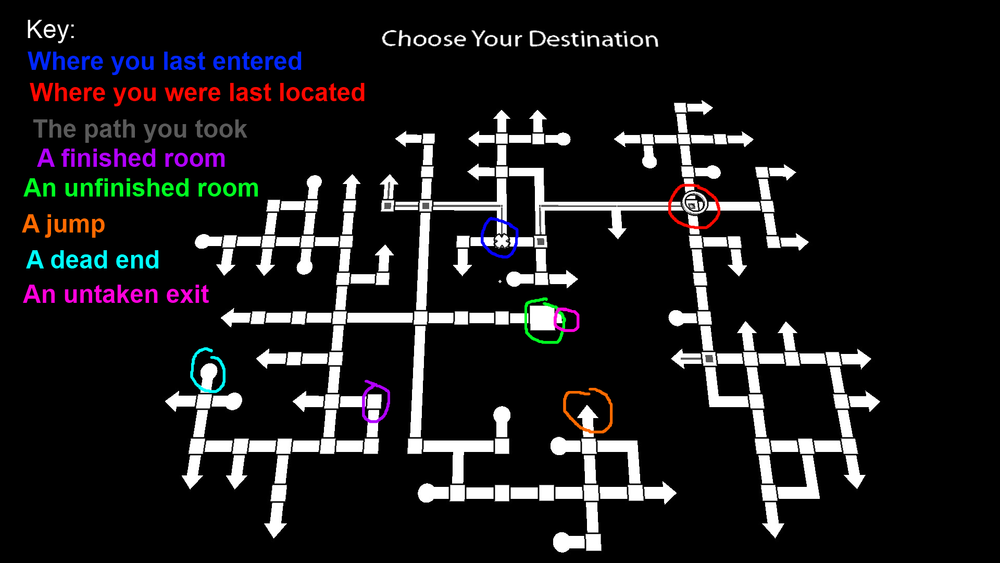 Key:
Choose Your Destination
Where you last entered
Where you were last located
The path you took
A finished room
An unfinished room
A jump
A dead end
An untaken exit